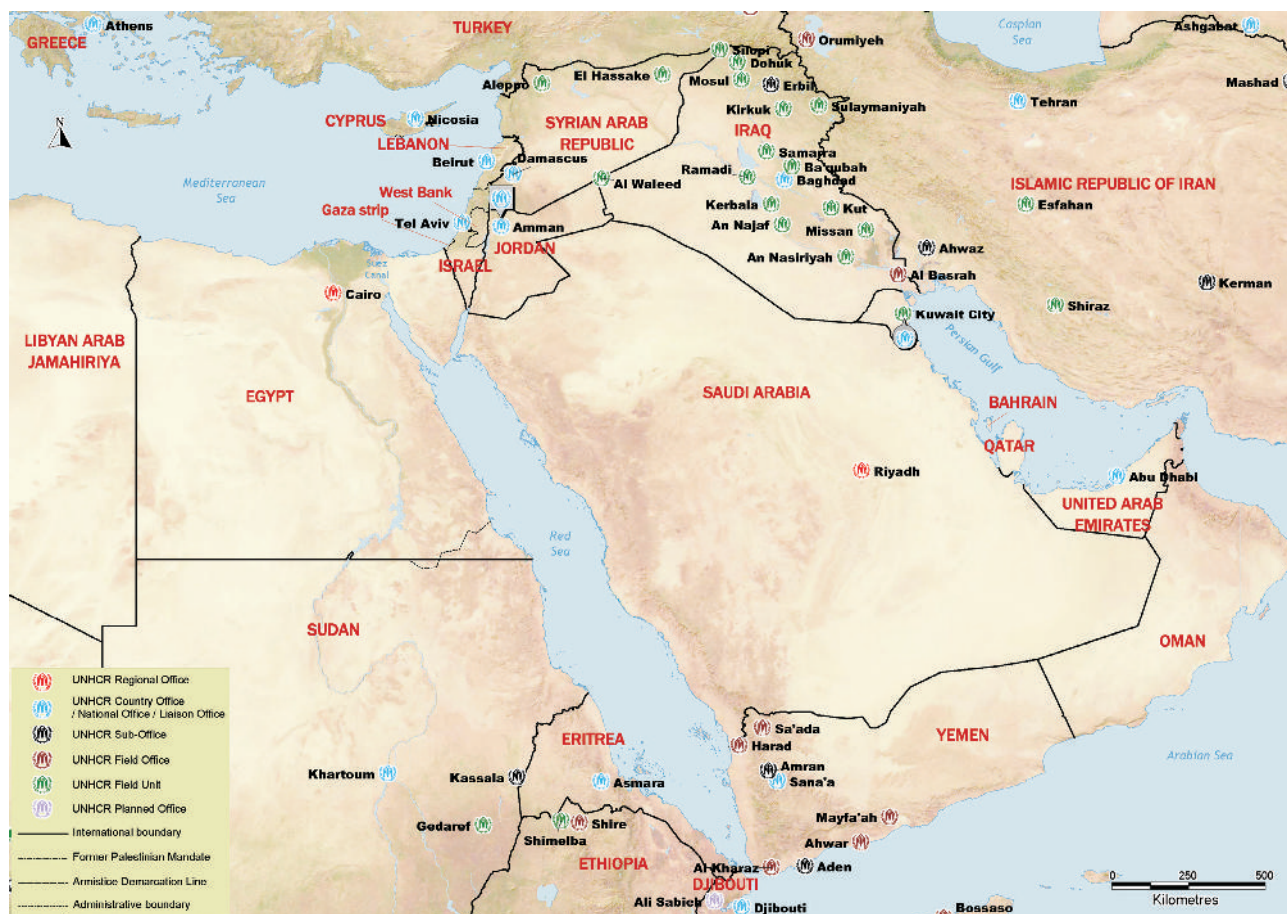 GREECE
Athens
TURKEY
Caspian
Sea
Ashgabat
Orumiyeh
Silopi
Dohuk
El Hassake
Aleppo
Mosul
Erbil
Mashad
Tehran
Kirkuk
Sulaymaniyah
CYPRUS
Nicosia
SYRIAN ARAB
REPUBLIC
IRAQ
LEBANON
Beirut
Damascus
Samarra
Ramadi
Ba'qubah
Baghdad
Al Waleed
ISLAMIC REPUBLIC OF IRAN
Esfahan
N
Mediterranean
Sea
West Bank
Gaza strip
Tel Aviv
Amman
Kerbala
Kut
An Najaf
Missan
JORDAN
ISRAEL
Suez
Canal
An Nasiriyah
Ahwaz
Al Basrah
Kerman
Cairo
Kuwait City
Shiraz
Persian Gulf
LIBYAN ARAB
JAMAHIRIYA
EGYPT
SAUDI ARABIA
BAHRAIN
QATAR
Riyadh
Abu Dhabi
UNITED ARAB
EMIRATES
Red
Sea
SUDAN
OMAN
UNHCR Regional Office
UNHCR Country Office
/ National Office / Liaison Office
UNHCR Sub-Office
UNHCR Field Office
UNHCR Field Unit
UNHCR Planned Office
International boundary
Former Palestinian Mandate
Armistice Demarcation Line
Administrative boundary
ERITREA
Khartoum
Kassala
Asmara
Gedaref
Shimelba
Shire
ETHIOPIA
Sa'ada
Harad
YEMEN
Amran
Sana'a
Mayfa'ah
Ahwar
Al Kharaz
Aden
DJIBOUTI
Ali Sabieh
Djibouti
Bossaso
Arabian Sea
0 250 500
Kilometres